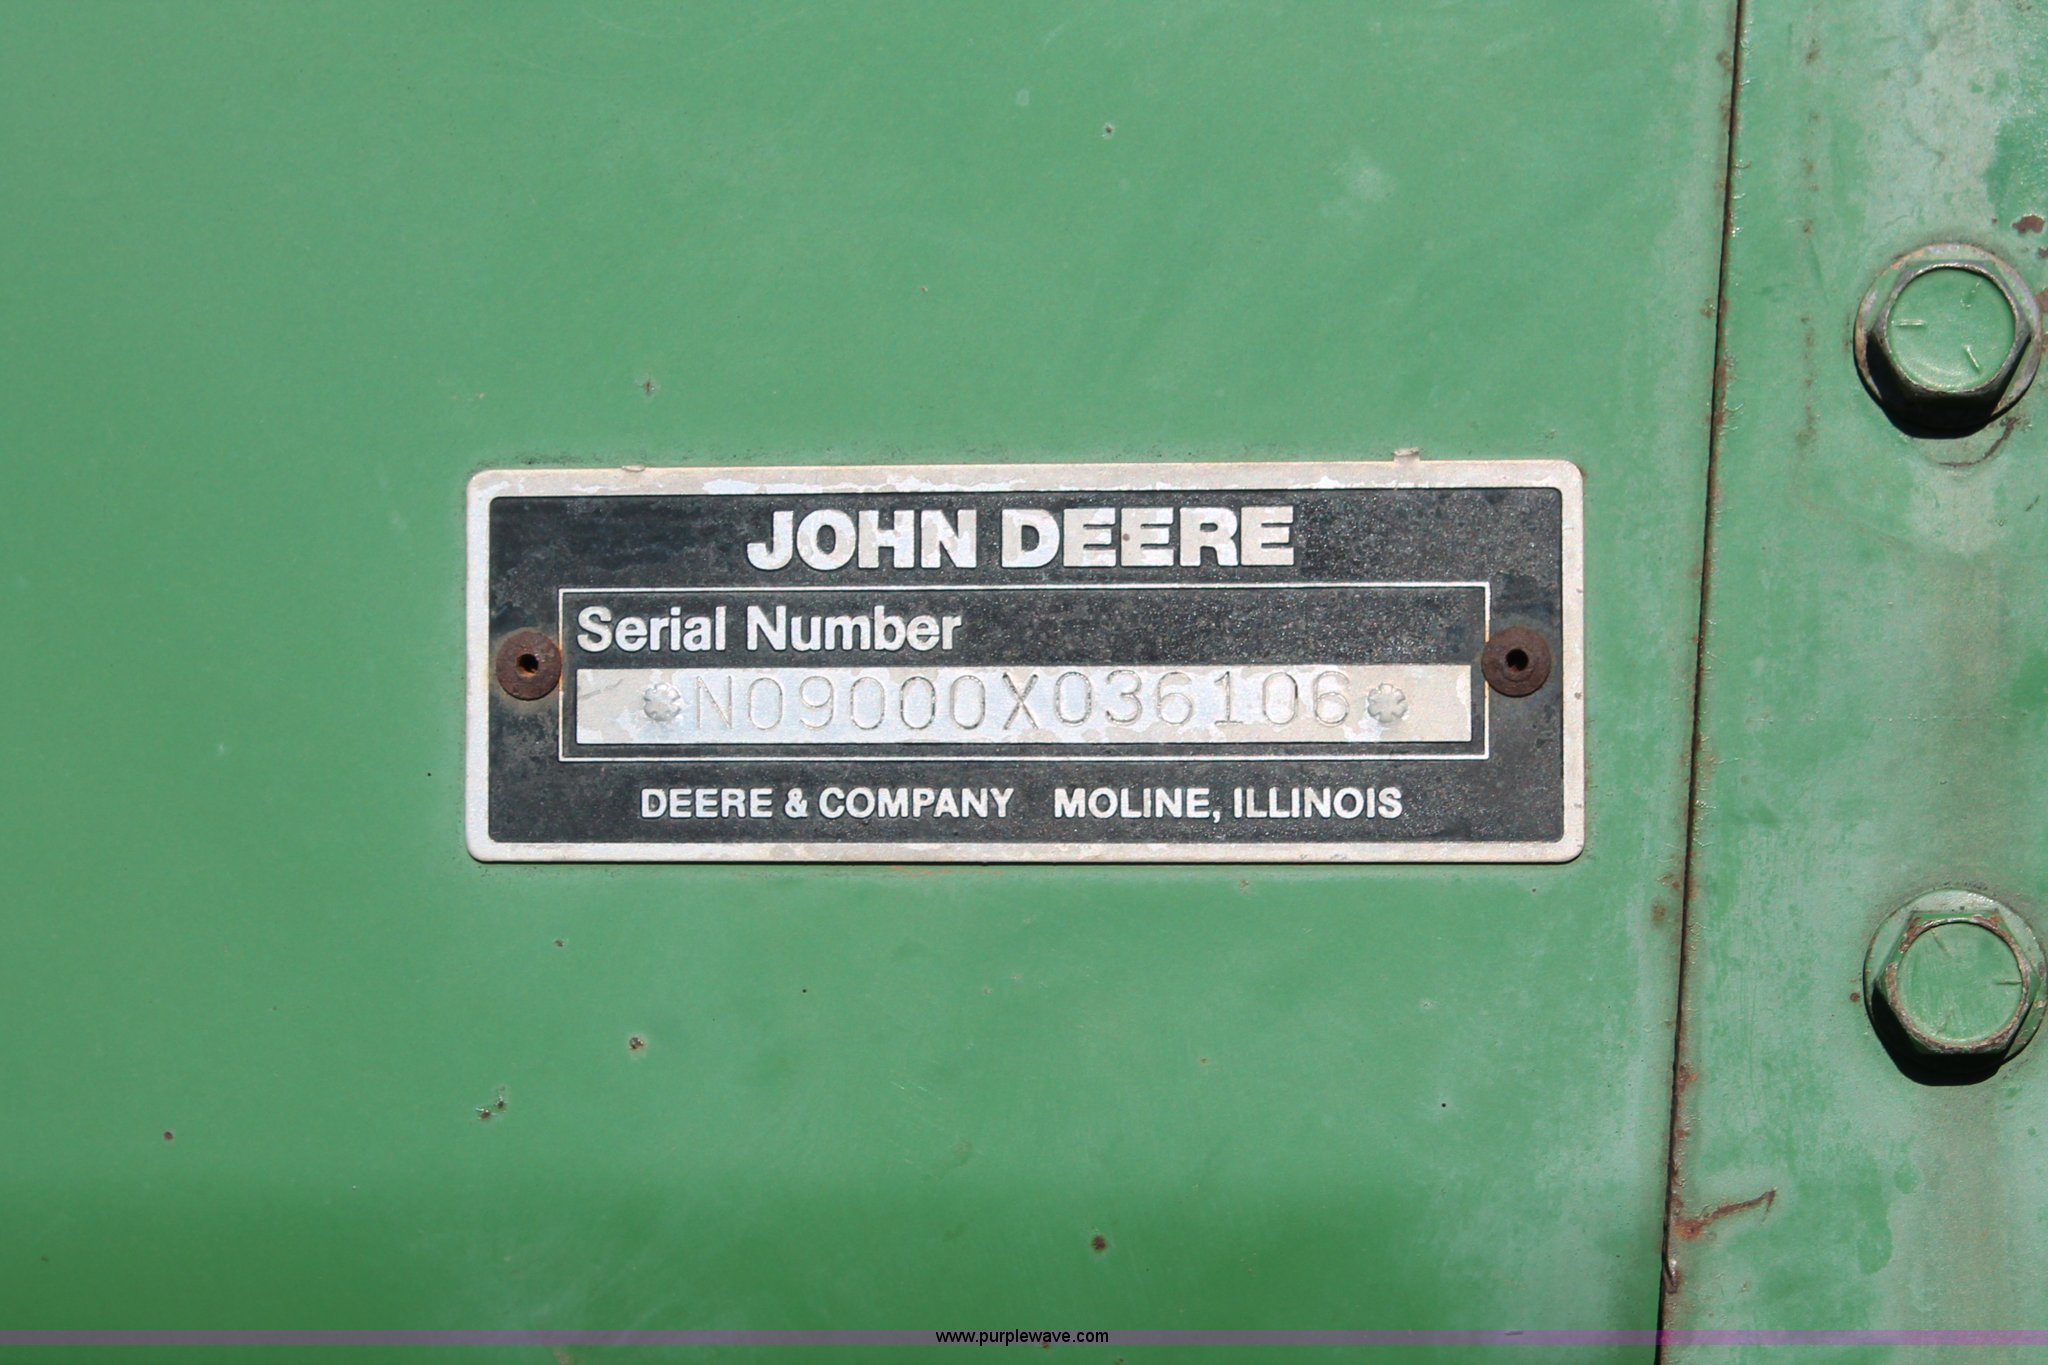 JOHN DEERE
Serial Number
*N09000X036106*
DEERE & COMPANY MOLINE, ILLINOIS
www.purplewave.com